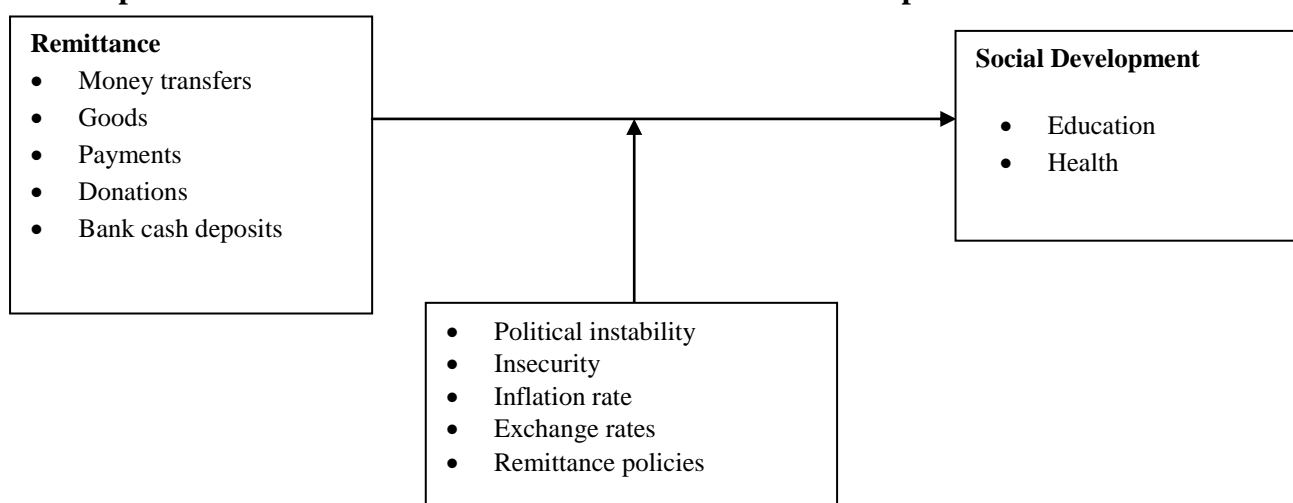 Remittance
• Money transfers
• Goods
• Payments
• Donations
• Bank cash deposits
Social Development
• Education
• Health
• Political instability
• Insecurity
• Inflation rate
• Exchange rates
• Remittance policies